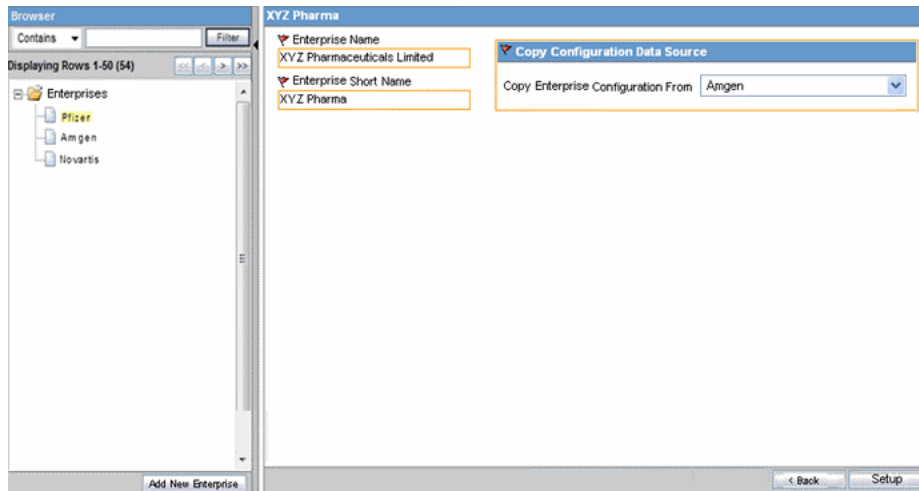 Browser
Contains
Filter
Displaying Rows 1-50 (54)
<< < > >>
Enterprises
Pfizer
Amgen
Novartis
Add New Enterprise
XYZ Pharma
Enterprise Name
XYZ Pharmaceuticals Limited
Enterprise Short Name
XYZ Pharma
Copy Configuration Data Source
Copy Enterprise Configuration From Amgen
< Back Setup